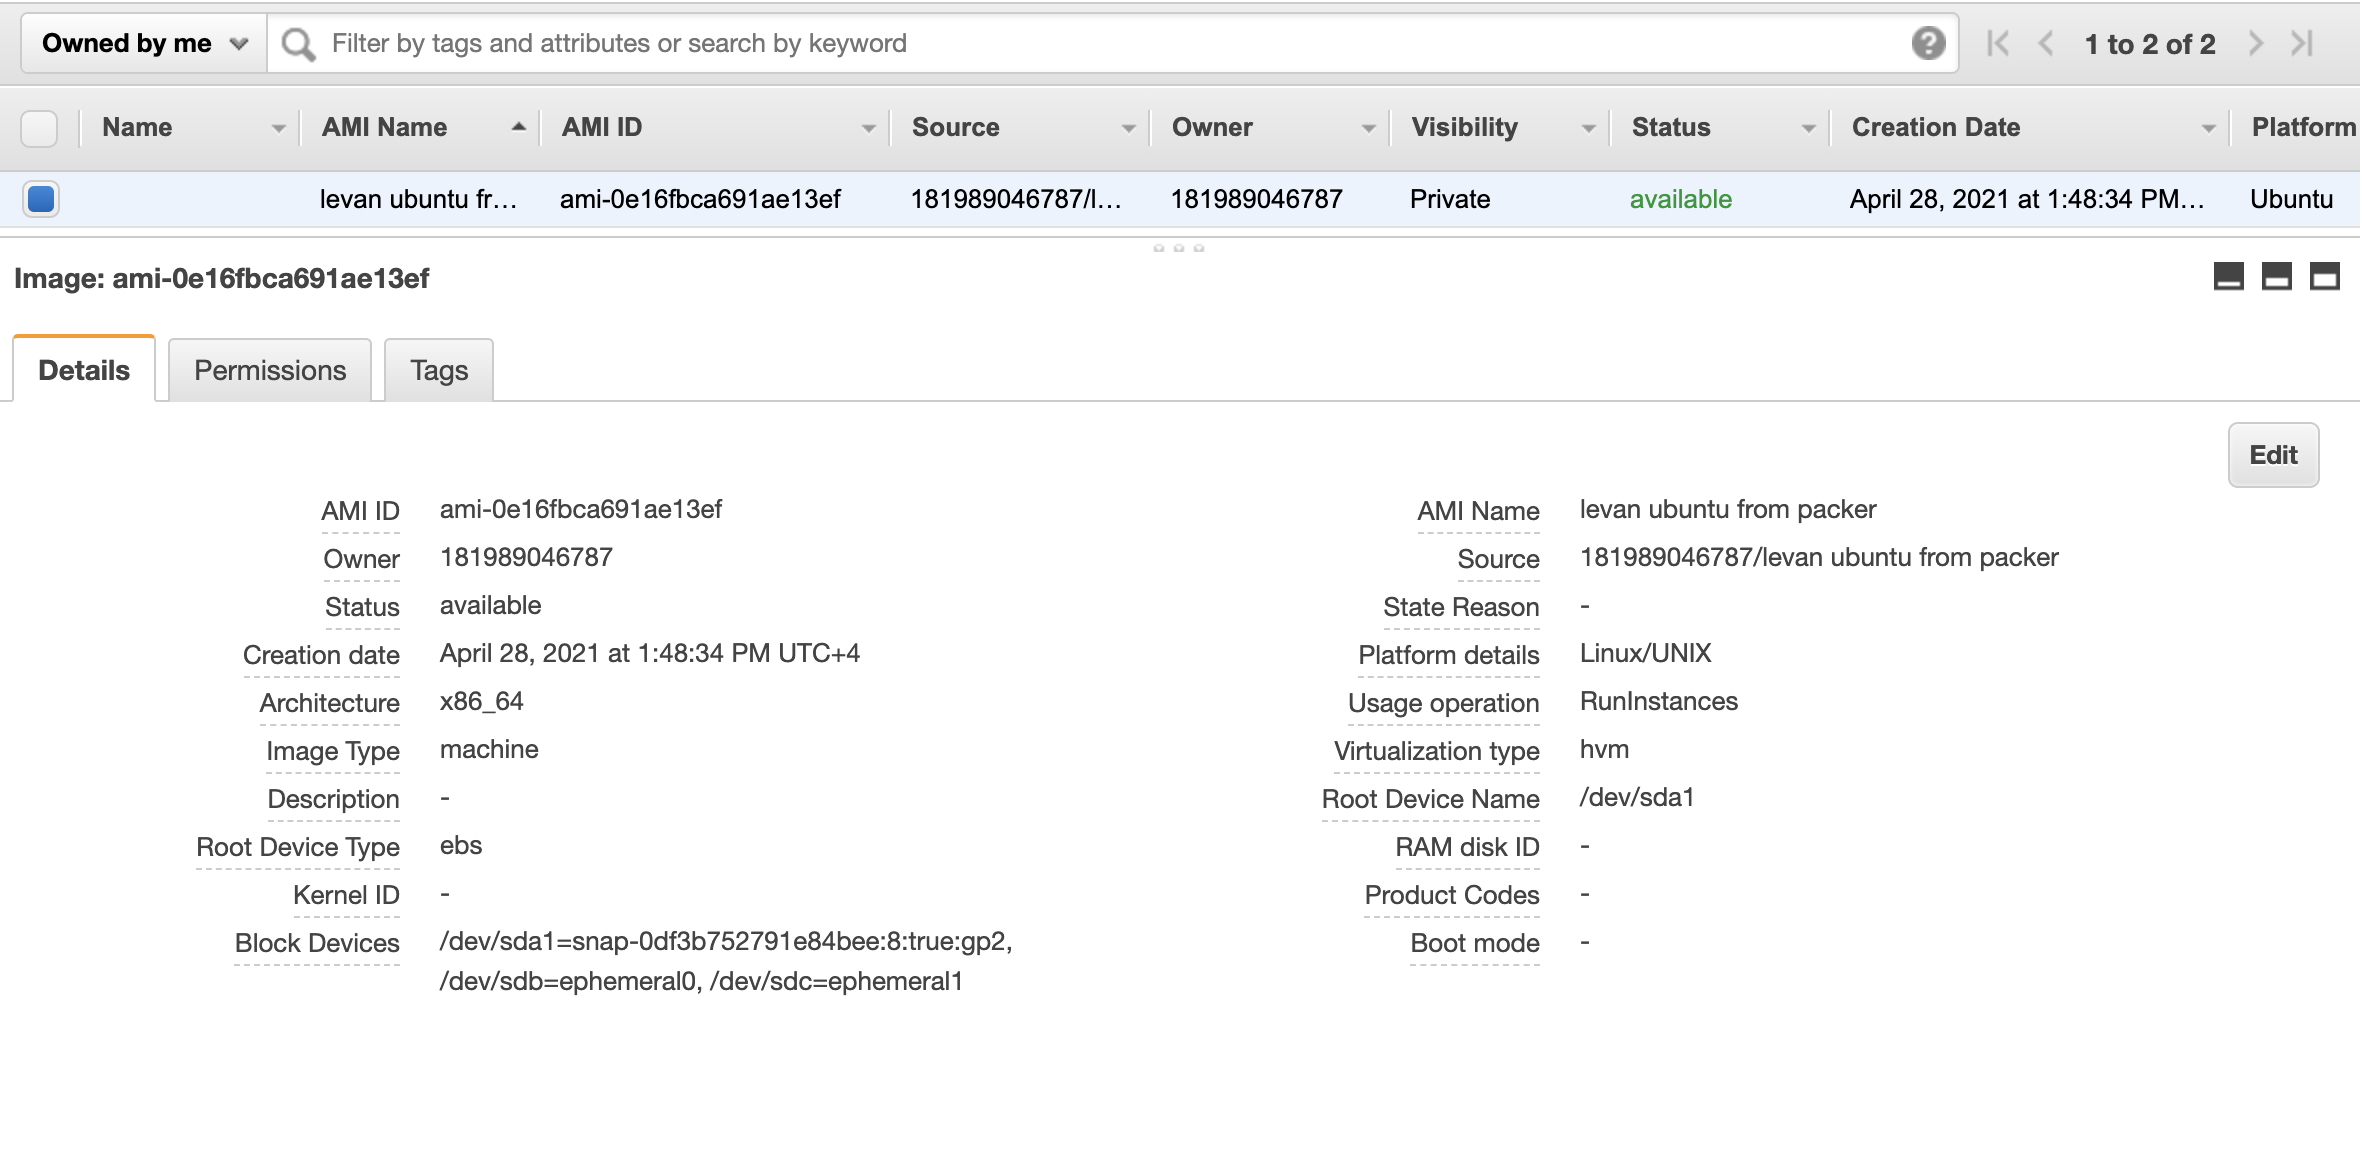 Owned by me Filter by tags and attributes or search by keyword ? 1 to 2 of 2
Name AMI Name AMI ID Source Owner Visibility Status Creation Date Platform
levan ubuntu fr... ami-0e16fbca691ae13ef 181989046787/l... 181989046787 Private available April 28, 2021 at 1:48:34 PM... Ubuntu
Image: ami-0e16fbca691ae13ef
Details Permissions Tags
Edit
AMI ID ami-0e16fbca691ae13ef AMI Name levan ubuntu from packer
Owner 181989046787 Source 181989046787/levan ubuntu from packer
Status available State Reason -
Creation date April 28, 2021 at 1:48:34 PM UTC+4 Platform details Linux/UNIX
Architecture x86_64 Usage operation RunInstances
Image Type machine Virtualization type hvm
Description - Root Device Name /dev/sda1
Root Device Type ebs RAM disk ID -
Kernel ID - Product Codes -
Block Devices /dev/sda1=snap-0df3b752791e84bee:8:true:gp2, Boot mode -
/dev/sdb=ephemeral0, /dev/sdc=ephemeral1